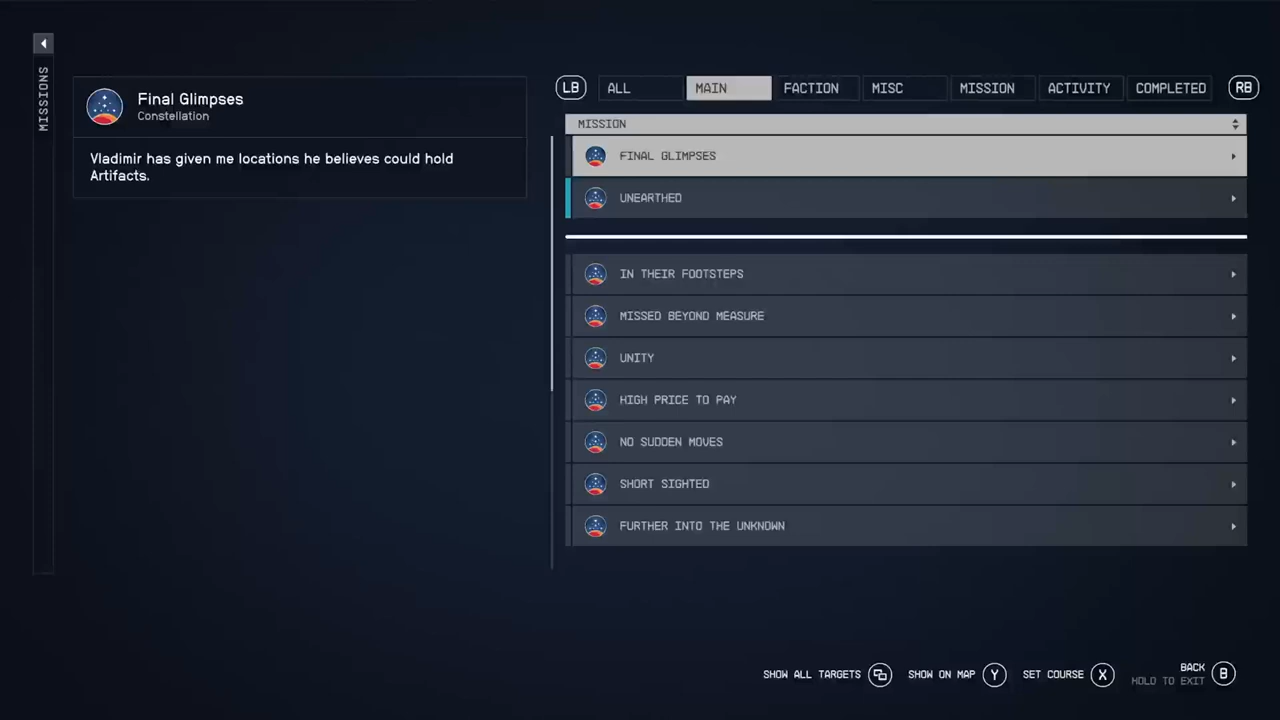 MISSIONS
Final Glimpses
Constellation
Vladimir has given me locations he believes could hold
Artifacts.
LB ALL MAIN FACTION MISC MISSION ACTIVITY COMPLETED RB
MISSION
FINAL GLIMPSES
UNEARTHED
IN THEIR FOOTSTEPS
MISSED BEYOND MEASURE
UNITY
HIGH PRICE TO PAY
NO SUDDEN MOVES
SHORT SIGHTED
FURTHER INTO THE UNKNOWN
SHOW ALL TARGETS SHOW ON MAP Y SET COURSE X BACK B
HOLD TO EXIT